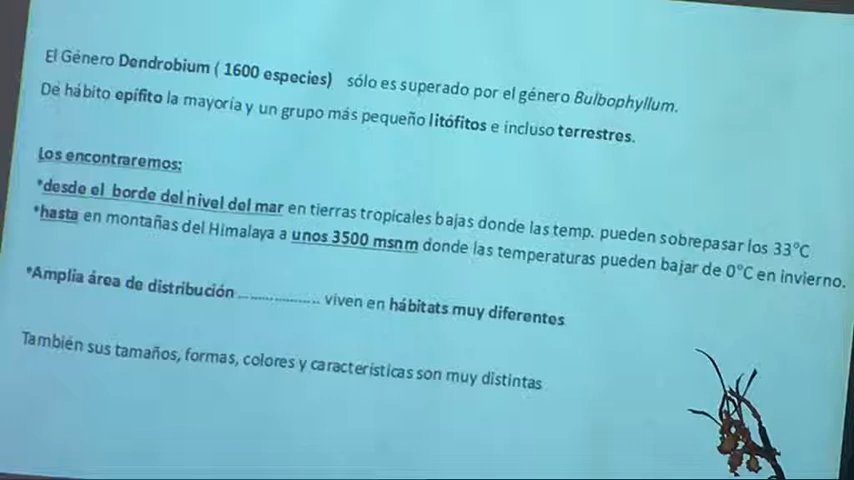 El Género Dendrobium ( 1600 especies) sólo es superado por el género Bulbophyllum.
De hábito epífito la mayoría y un grupo más pequeño litófitos e incluso terrestres.
Los encontraremos:
*desde el borde del nivel del mar en tierras tropicales bajas donde las temp. pueden sobrepasar los 33°C
*hasta en montañas del Himalaya a unos 3500 msnm donde las temperaturas pueden bajar de 0°C en invierno.
*Amplia área de distribución ................... viven en hábitats muy diferentes
También sus tamaños, formas, colores y características son muy distintas